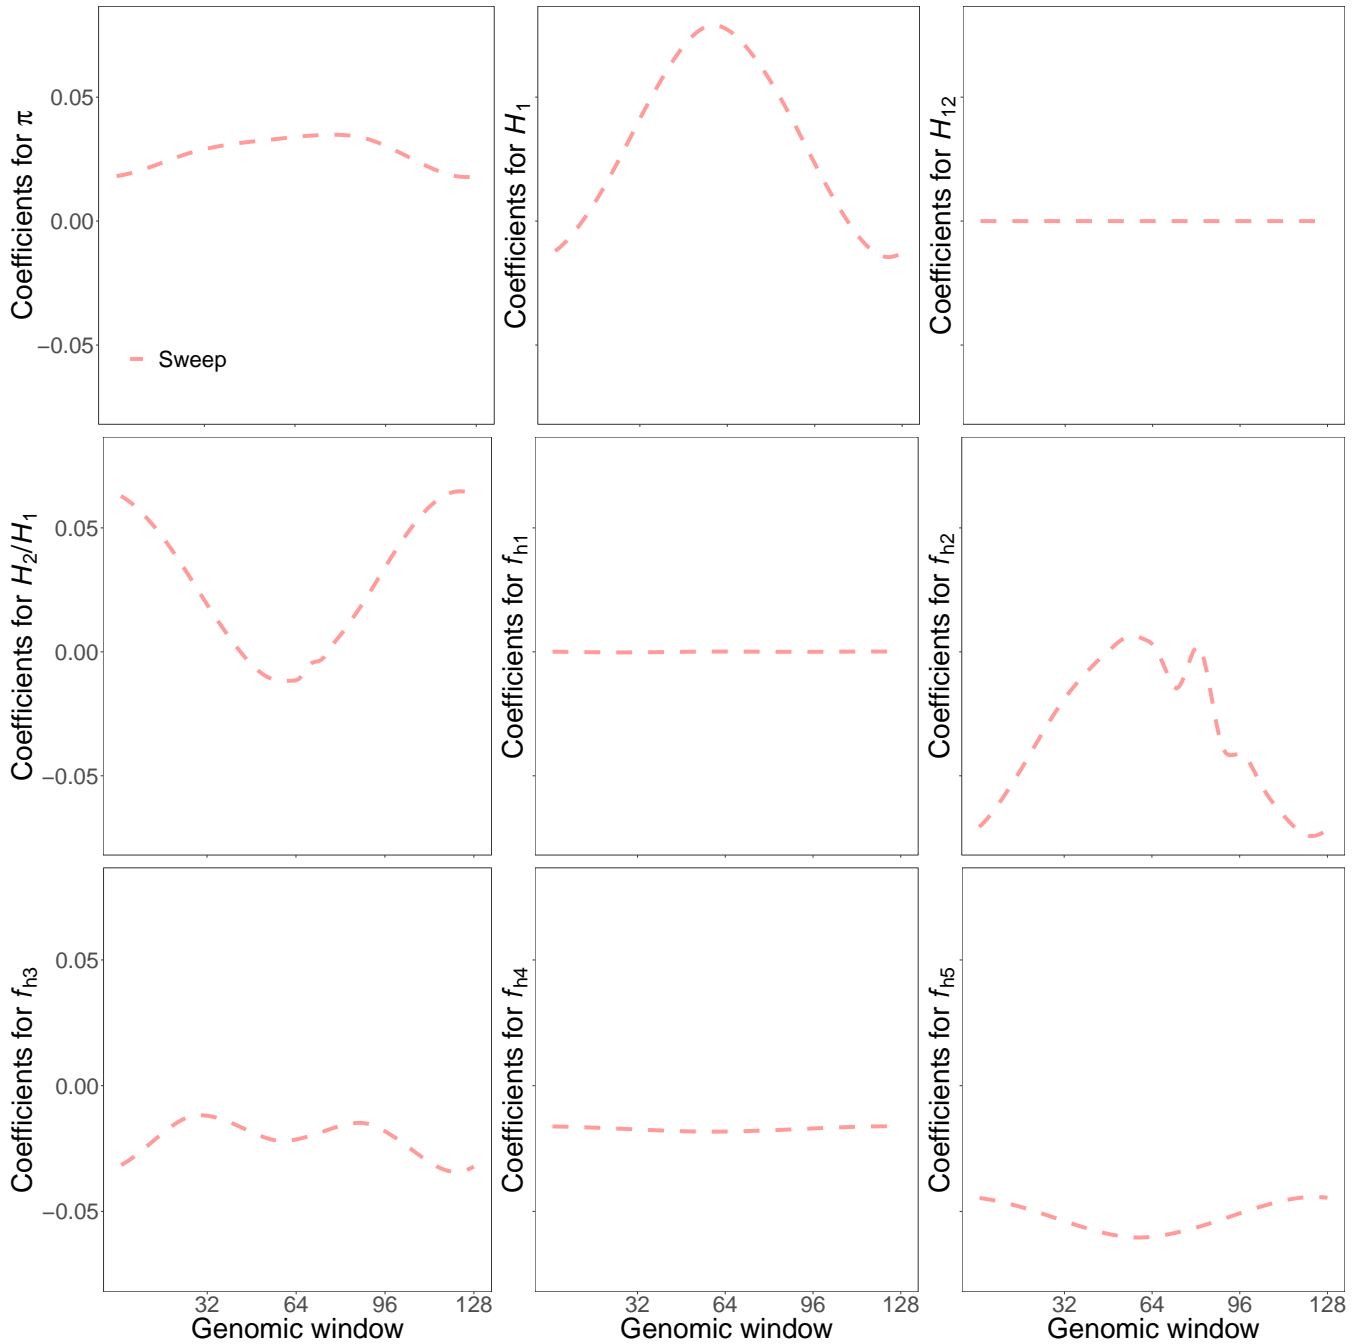 Coefficients for π
0.05
0.00
−0.05
Sweep
Coefficients for H1
Coefficients for H12
Coefficients for H2/H1
0.05
0.00
−0.05
Coefficients for fh1
Coefficients for fh2
Coefficients for fh3
0.05
0.00
−0.05
32 64 96 128
Genomic window
Coefficients for fh4
32 64 96 128
Genomic window
Coefficients for fh5
32 64 96 128
Genomic window